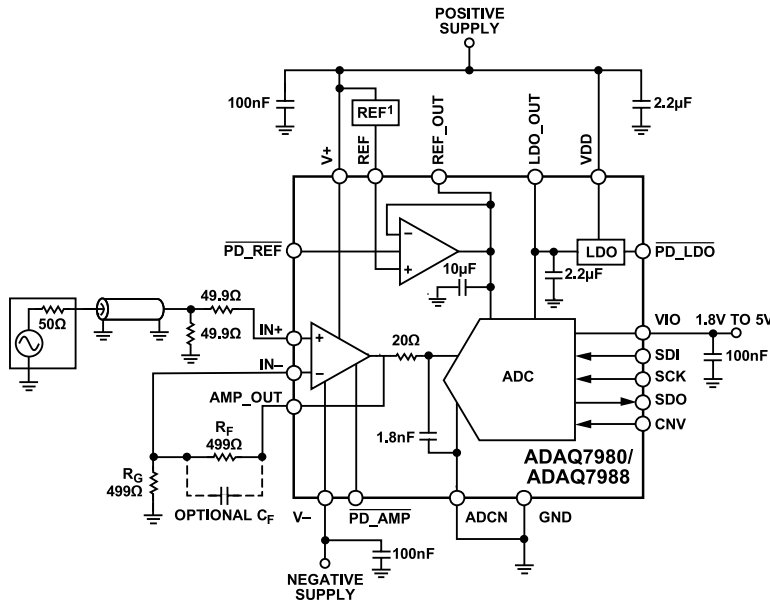 POSITIVE
SUPPLY
100nF
REF¹
2.2µF
V+
REF
REF_OUT
LDO_OUT
VDD
PD_REF
LDO
PD_LDO
10µF
2.2µF
50Ω
49.9Ω
49.9Ω
IN+
20Ω
VIO
1.8V TO 5V
IN–
ADC
SDI
100nF
SCK
AMP_OUT
SDO
1.8nF
CNV
RF
499Ω
RG
499Ω
ADAQ7980/
ADAQ7988
OPTIONAL CF
V–
PD_AMP
ADCN
GND
100nF
NEGATIVE
SUPPLY